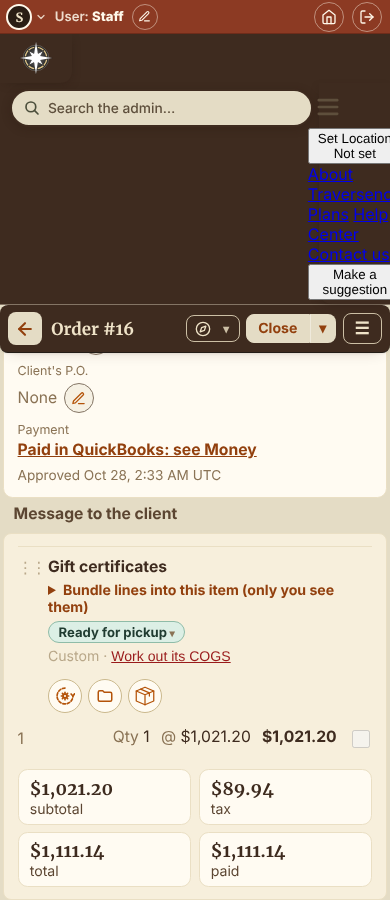 S User: Staff
Search the admin...
Set Location
Not set
About
Plans Help
Center
Contact us
Make a
suggestion
Order #16
Close
Client's P.O.
None
Payment
Paid in QuickBooks: see Money
Approved Oct 28, 2:33 AM UTC
Message to the client
Gift certificates
Bundle lines into this item (only you see
them)
Ready for pickup
Custom · Work out its COGS
1 Qty 1 @ $1,021.20 $1,021.20
$1,021.20 $89.94
subtotal tax
$1,111.14 $1,111.14
total paid